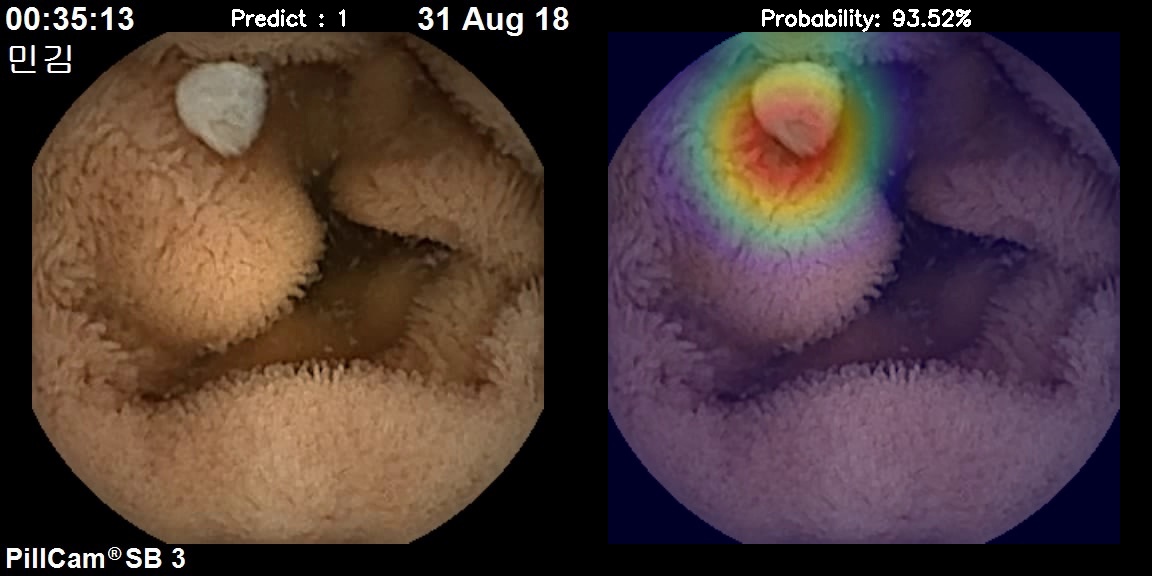 00:35:13
Predict : 1
31 Aug 18
Probability: 93.52%
민김
PillCam® SB 3